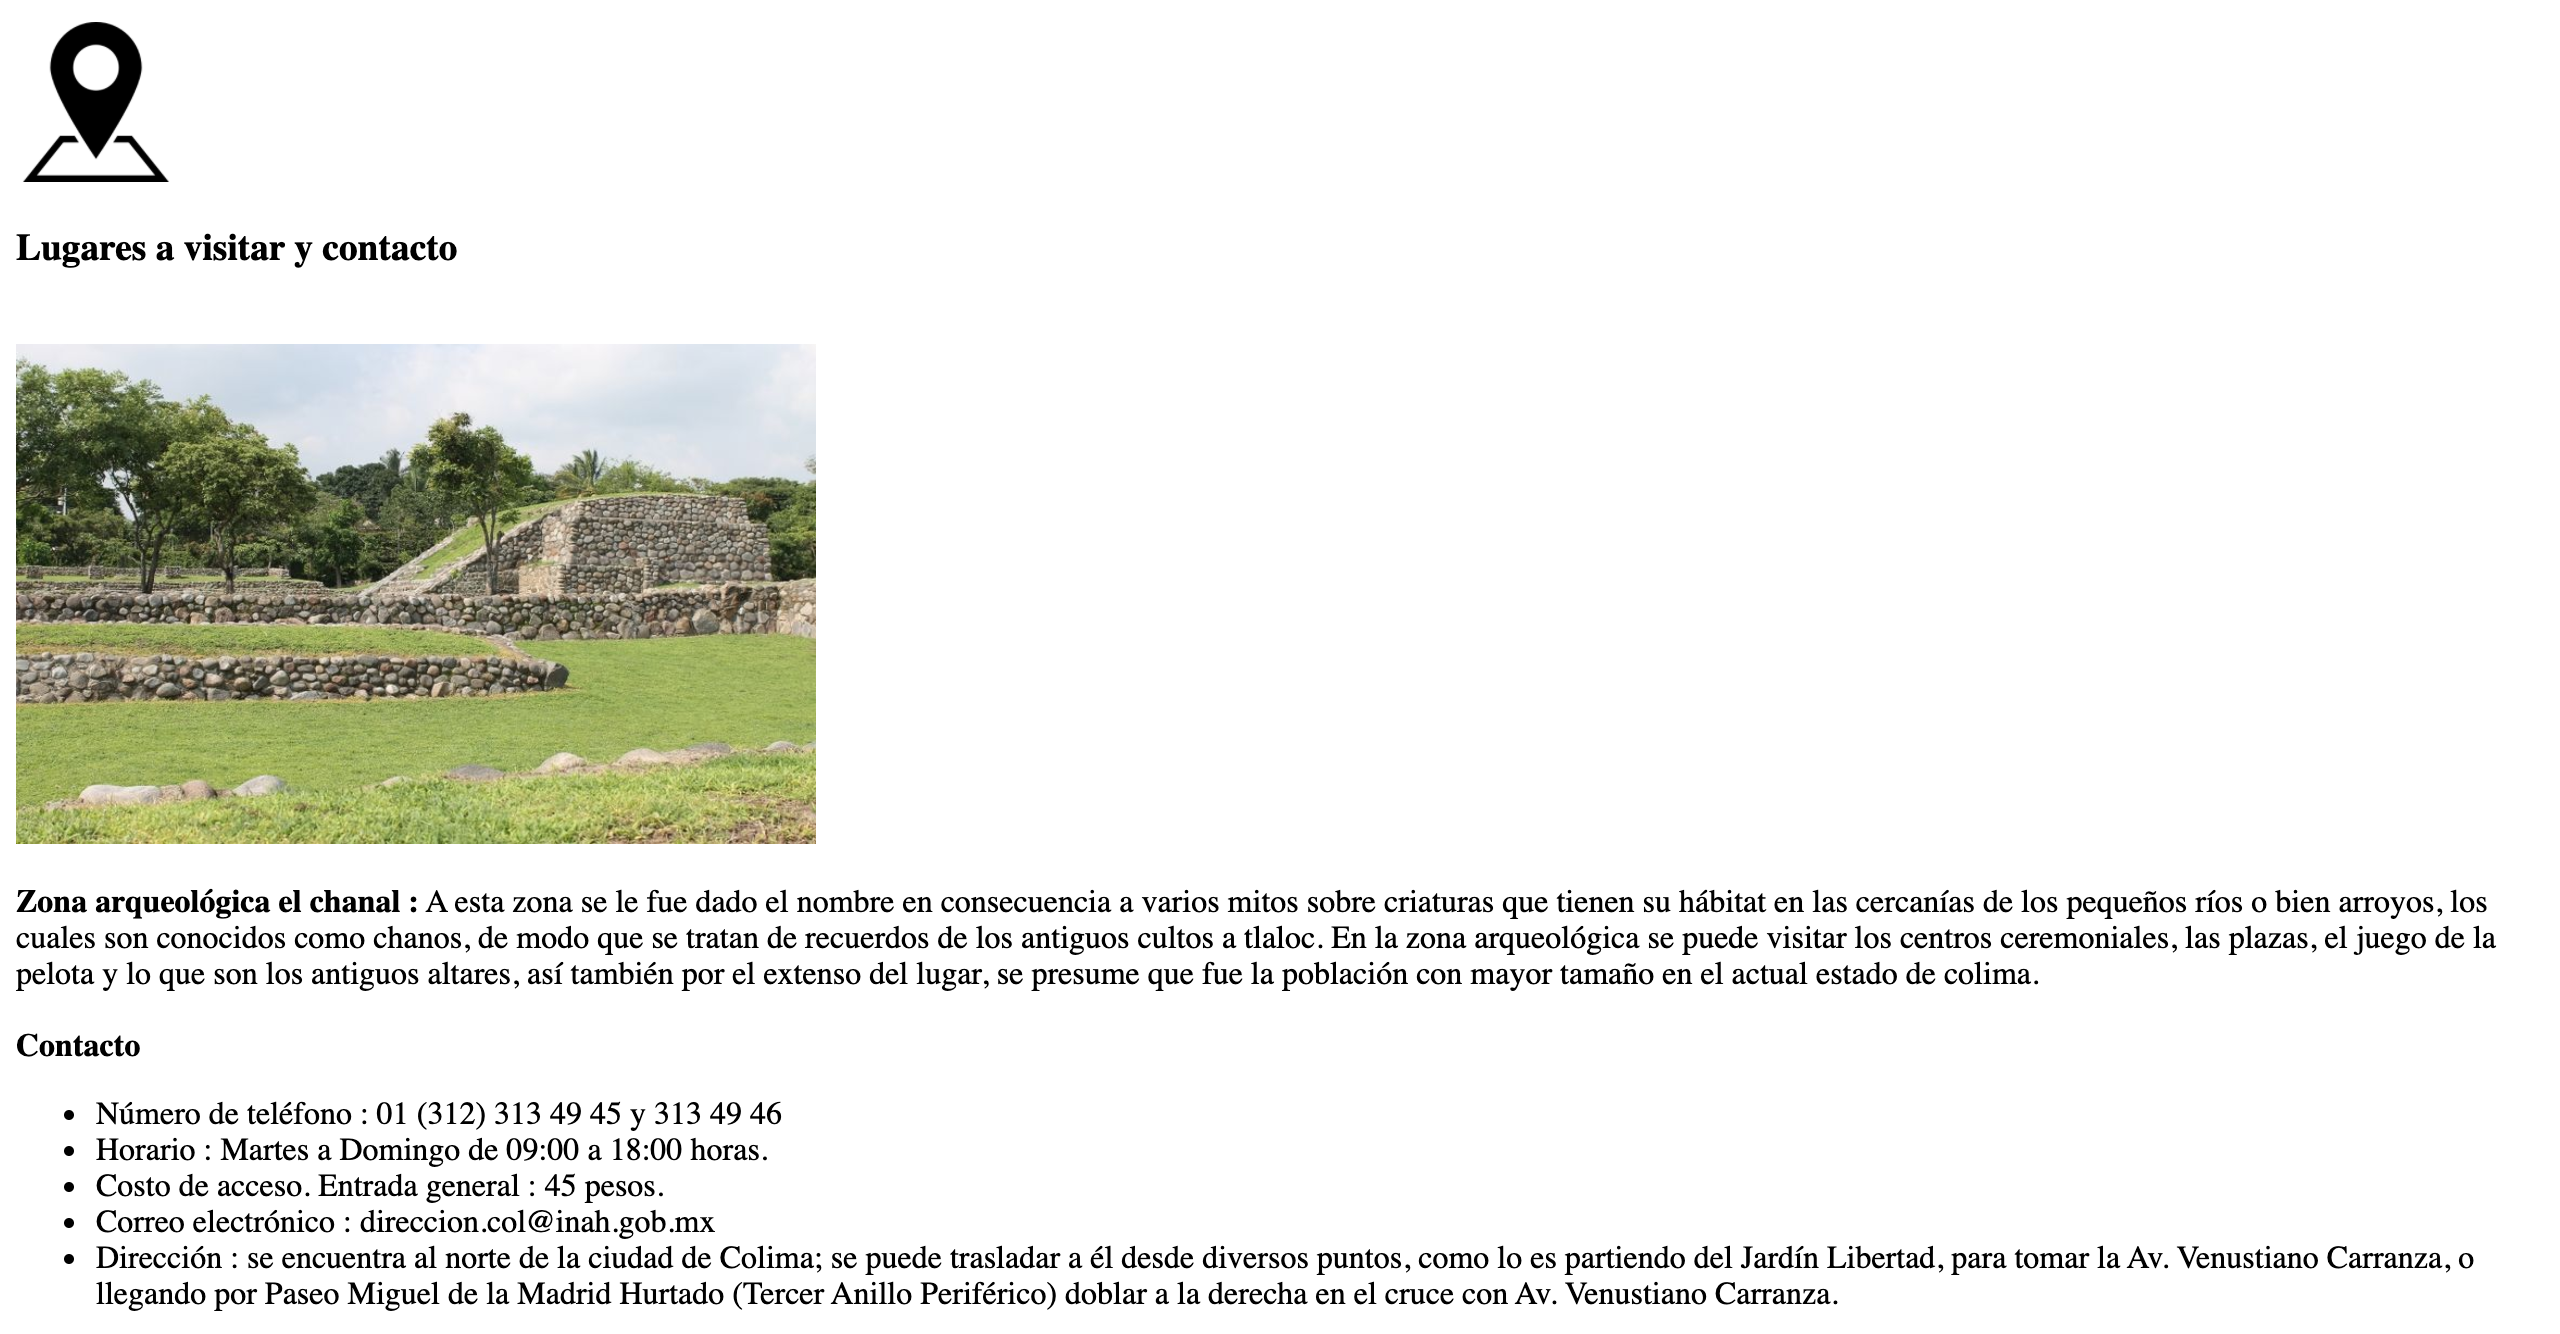 Lugares a visitar y contacto
Zona arqueológica el chanal : A esta zona se le fue dado el nombre en consecuencia a varios mitos sobre criaturas que tienen su hábitat en las cercanías de los pequeños ríos o bien arroyos, los
cuales son conocidos como chanos, de modo que se tratan de recuerdos de los antiguos cultos a tlaloc. En la zona arqueológica se puede visitar los centros ceremoniales, las plazas, el juego de la
pelota y lo que son los antiguos altares, así también por el extenso del lugar, se presume que fue la población con mayor tamaño en el actual estado de colima.
Contacto
• Número de teléfono : 01 (312) 313 49 45 y 313 49 46
• Horario : Martes a Domingo de 09:00 a 18:00 horas.
• Costo de acceso. Entrada general : 45 pesos.
• Correo electrónico : direccion.col@inah.gob.mx
• Dirección : se encuentra al norte de la ciudad de Colima; se puede trasladar a él desde diversos puntos, como lo es partiendo del Jardín Libertad, para tomar la Av. Venustiano Carranza, o
llegando por Paseo Miguel de la Madrid Hurtado (Tercer Anillo Periférico) doblar a la derecha en el cruce con Av. Venustiano Carranza.